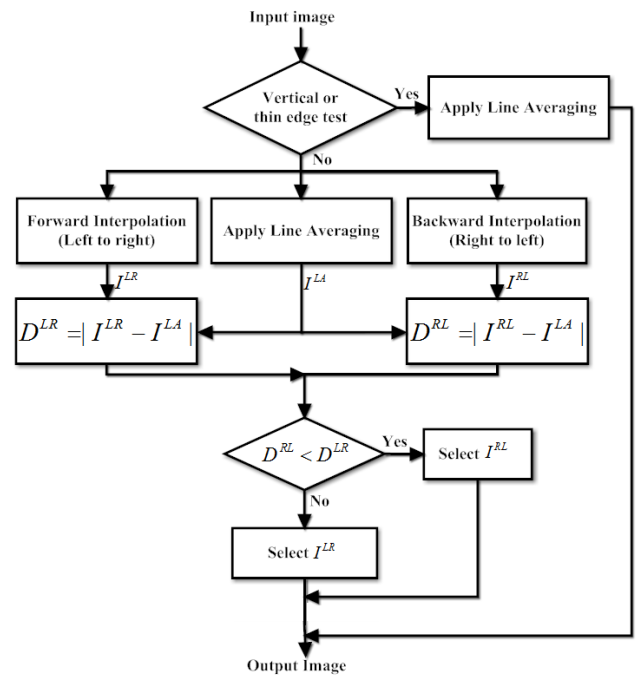 Input image
Vertical or
thin edge test
Yes
Apply Line Averaging
No
Forward Interpolation
(Left to right)
Apply Line Averaging
Backward Interpolation
(Right to left)
I^{LR}
I^{LA}
I^{RL}
D^{LR} =| I^{LR} − I^{LA} |
D^{RL} =| I^{RL} − I^{LA} |
D^{RL} < D^{LR}
Yes
Select I^{RL}
No
Select I^{LR}
Output Image